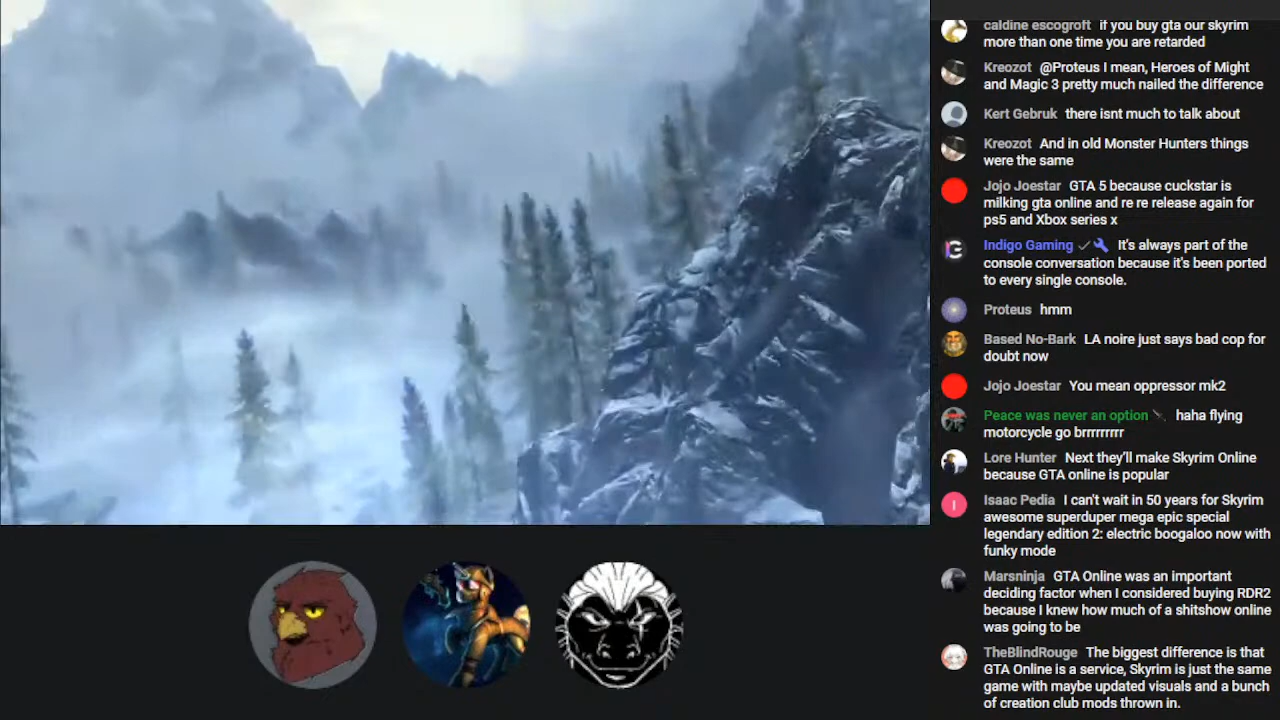 caldine escogroft if you buy gta our skyrim
more than one time you are retarded
Kreozot @Proteus I mean, Heroes of Might
and Magic 3 pretty much nailed the difference
Kert Gebruk there isnt much to talk about
Kreozot And in old Monster Hunters things
were the same
Jojo Joestar GTA 5 because cuckstar is
milking gta online and re re release again for
ps5 and Xbox series x
Indigo Gaming It's always part of the
console conversation because it's been ported
to every single console.
Proteus hmm
Based No-Bark LA noire just says bad cop for
doubt now
Jojo Joestar You mean oppressor mk2
Peace was never an option haha flying
motorcycle go brrrrrrrr
Lore Hunter Next they'll make Skyrim Online
because GTA online is popular
I Isaac Pedia I can't wait in 50 years for Skyrim
awesome superduper mega epic special
legendary edition 2: electric boogaloo now with
funky mode
Marsninja GTA Online was an important
deciding factor when I considered buying RDR2
because I knew how much of a shitshow online
was going to be
TheBlindRouge The biggest difference is that
GTA Online is a service, Skyrim is just the same
game with maybe updated visuals and a bunch
of creation club mods thrown in.